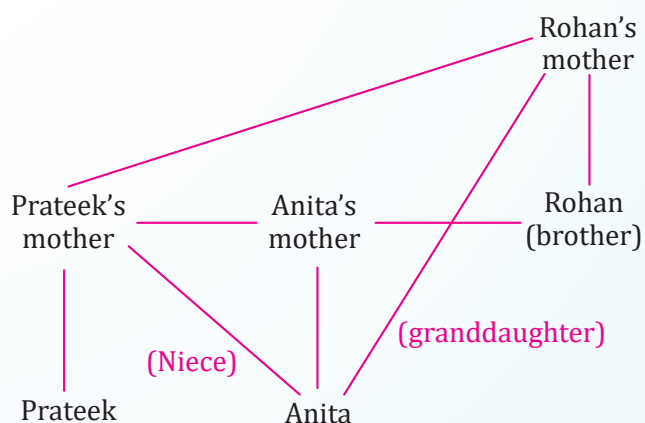 Rohan’s
mother
Prateek’s
mother
Anita’s
mother
Rohan
(brother)
(granddaughter)
(Niece)
Prateek
Anita